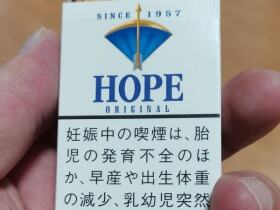 SINCE 1957
HOPE
ORIGINAL
妊娠中の喫煙は、胎
児の発育不全のほ
か、早産や出生体重
の減少、乳幼児突然